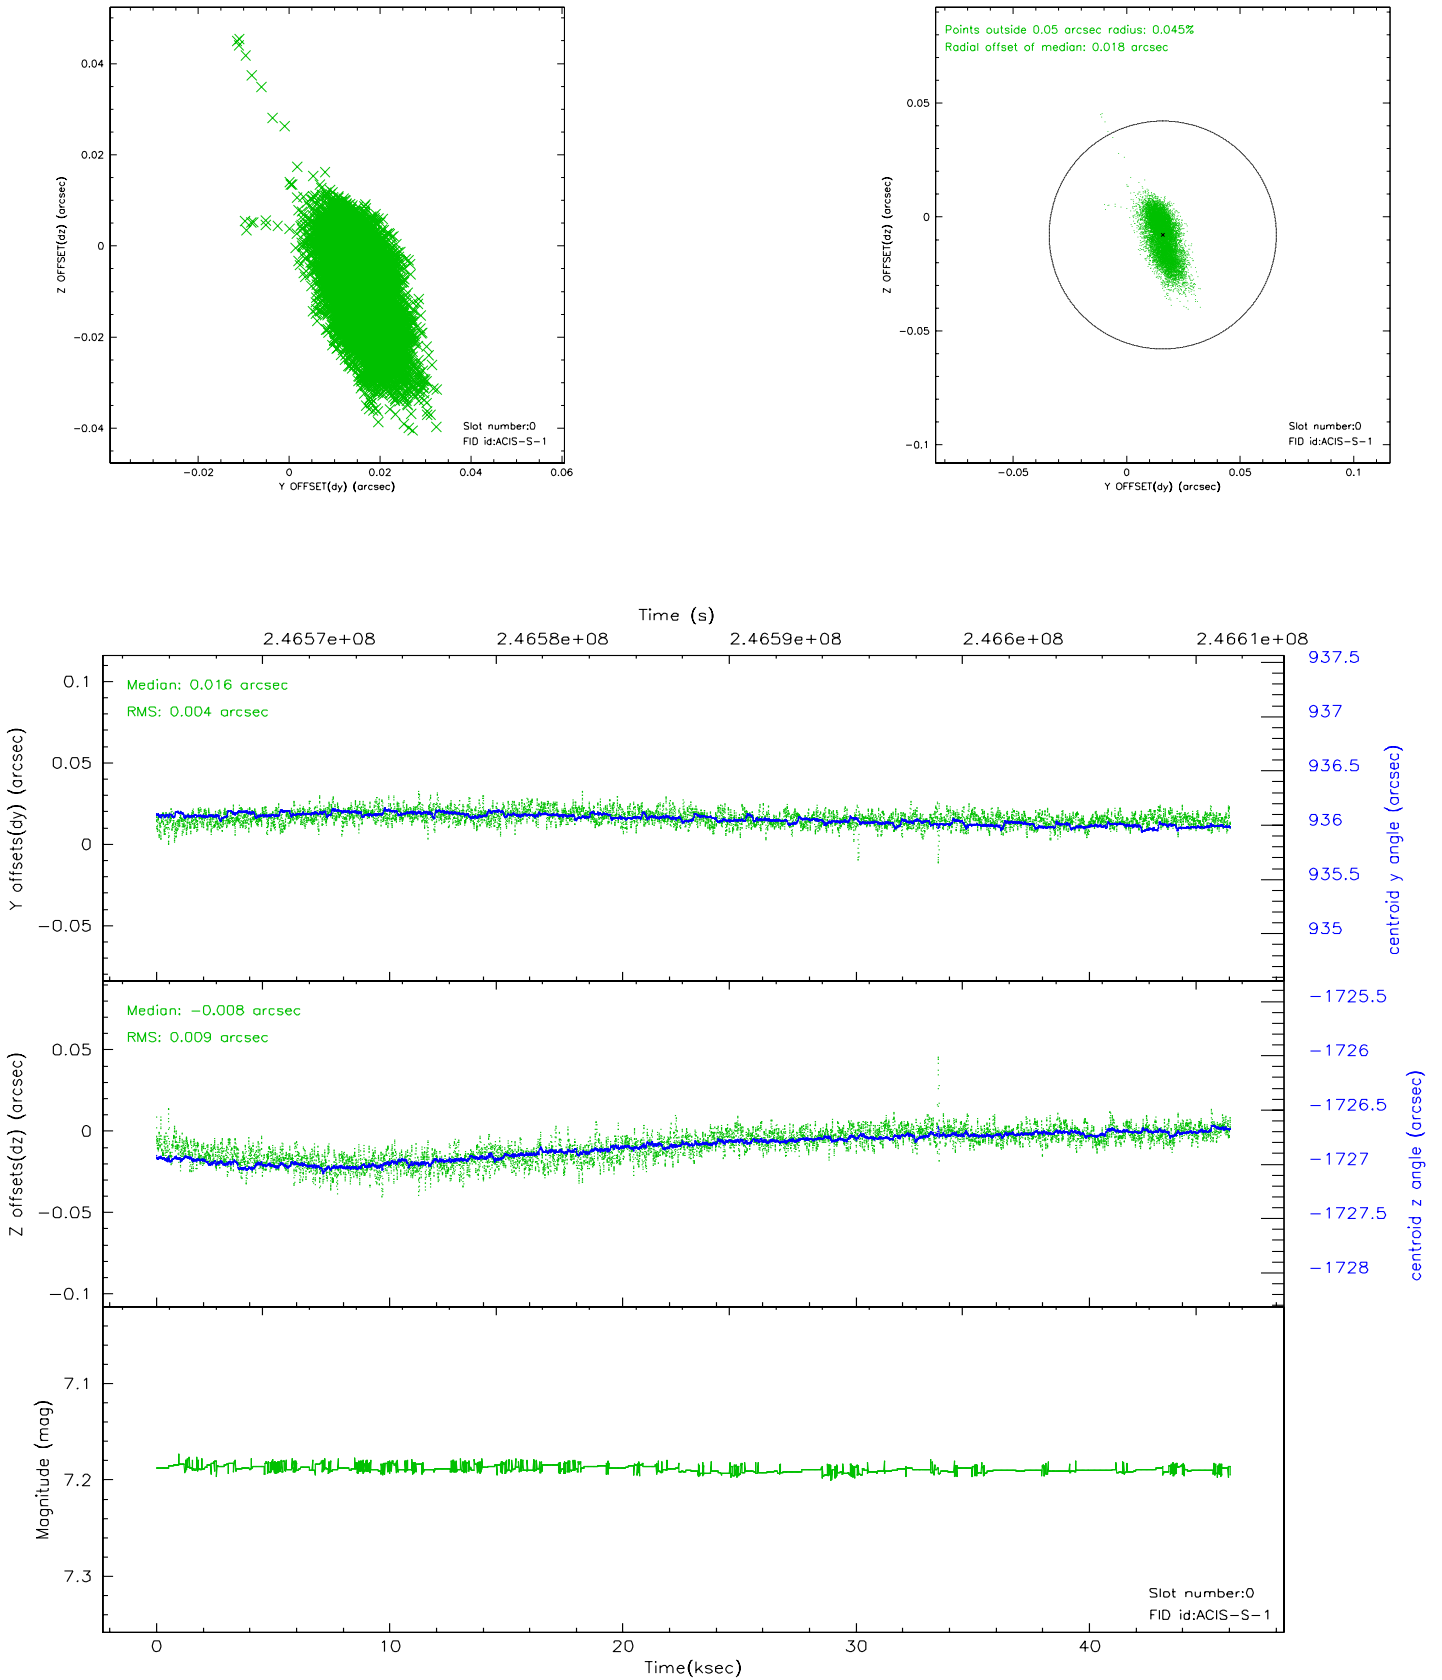 0.04
0.02
0
−0.02
−0.04
Z OFFSET(dz) (arcsec)
Slot number:0
FID id:ACIS−S−1
−0.02 0 0.02 0.04 0.06
Y OFFSET(dy) (arcsec)
Points outside 0.05 arcsec radius: 0.045%
Radial offset of median: 0.018 arcsec
0.05
0
−0.05
−0.1
Z OFFSET(dz) (arcsec)
Slot number:0
FID id:ACIS−S−1
−0.05 0 0.05 0.1
Y OFFSET(dy) (arcsec)
Time (s)
2.4657e+08 2.4658e+08 2.4659e+08 2.466e+08 2.4661e+08
Median: 0.016 arcsec
RMS: 0.004 arcsec
0.1
0.05
0
−0.05
Y offsets(dy) (arcsec)
937.5
937
936.5
936
935.5
935
centroid y angle (arcsec)
Median: −0.008 arcsec
RMS: 0.009 arcsec
0.05
0
−0.05
−0.1
Z offsets(dz) (arcsec)
−1725.5
−1726
−1726.5
−1727
−1727.5
−1728
centroid z angle (arcsec)
7.1
7.2
7.3
Magnitude (mag)
Slot number:0
FID id:ACIS−S−1
0 10 20 30 40
Time(ksec)